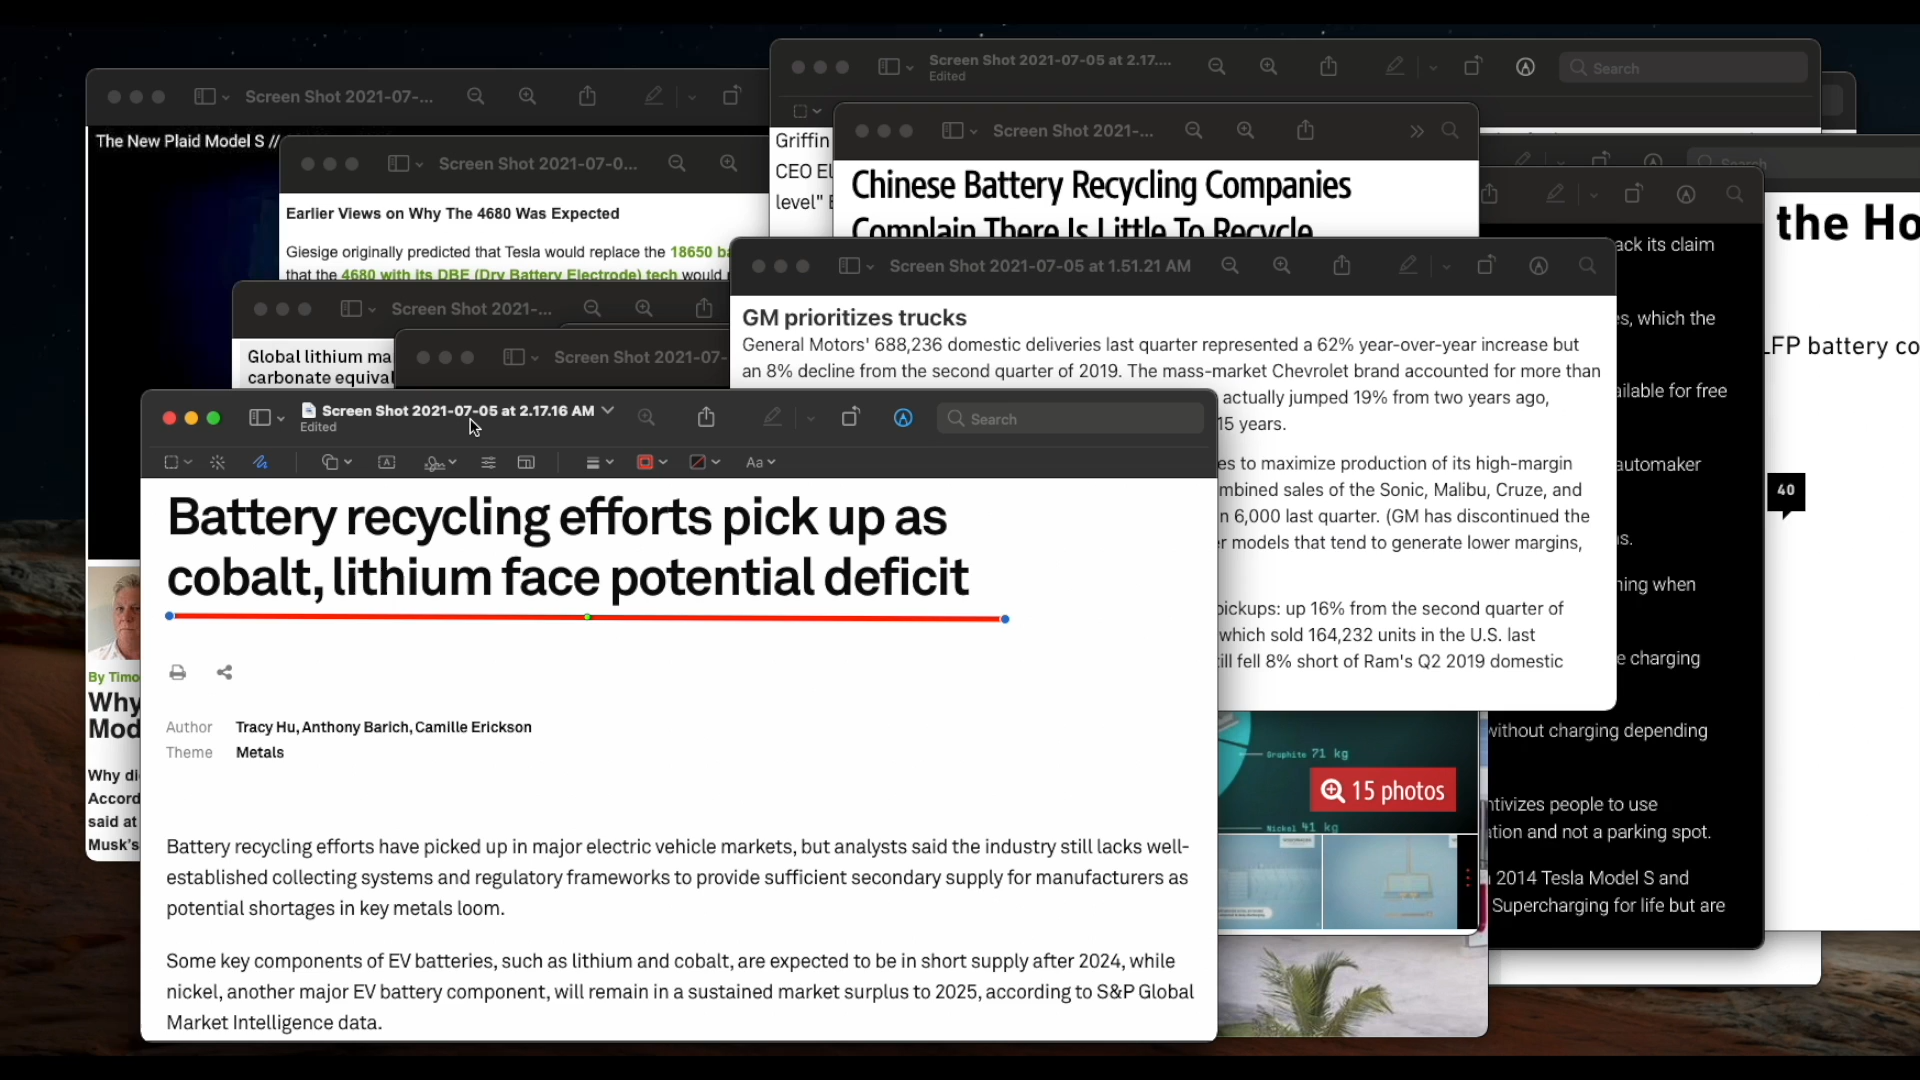 Screen Shot 2021-07-05 at 2.17....
Edited
Search
Screen Shot 2021-07-...
The New Plaid Model S //
Screen Shot 2021-07-0...
Earlier Views on Why The 4680 Was Expected
Giesige originally predicted that Tesla would replace the 18650
that the 4680 with its DBE (Dry Battery Electrode) tech would
Griffin
CEO
level"
Screen Shot 2021-...
Chinese Battery Recycling Companies
Complain There Is Little To Recycle
Search
the Ho
LFP battery co
40
ack its claim
s, which the
ailable for free
automaker
s.
ning when
e charging
without charging depending
ntivizes people to use
ation and not a parking spot.
2014 Tesla Model S and
Supercharging for life but are
Screen Shot 2021-...
Global lithium ma
carbonate equival
Screen Shot 2021-07-
Screen Shot 2021-07-05 at 1.51.21 AM
GM prioritizes trucks
General Motors' 688,236 domestic deliveries last quarter represented a 62% year-over-year increase but
an 8% decline from the second quarter of 2019. The mass-market Chevrolet brand accounted for more than
actually jumped 19% from two years ago,
15 years.
es to maximize production of its high-margin
mbined sales of the Sonic, Malibu, Cruze, and
n 6,000 last quarter. (GM has discontinued the
r models that tend to generate lower margins,
pickups: up 16% from the second quarter of
which sold 164,232 units in the U.S. last
ill fell 8% short of Ram's Q2 2019 domestic
Graphite 71 kg
15 photos
Nickel 41 kg
By Timo
Why
Mod
Why di
Accord
said at
Musk's
Screen Shot 2021-07-05 at 2.17.16 AM
Edited
Search
Aa
Battery recycling efforts pick up as
cobalt, lithium face potential deficit
Author Tracy Hu, Anthony Barich, Camille Erickson
Theme Metals
Battery recycling efforts have picked up in major electric vehicle markets, but analysts said the industry still lacks well-
established collecting systems and regulatory frameworks to provide sufficient secondary supply for manufacturers as
potential shortages in key metals loom.
Some key components of EV batteries, such as lithium and cobalt, are expected to be in short supply after 2024, while
nickel, another major EV battery component, will remain in a sustained market surplus to 2025, according to S&P Global
Market Intelligence data.